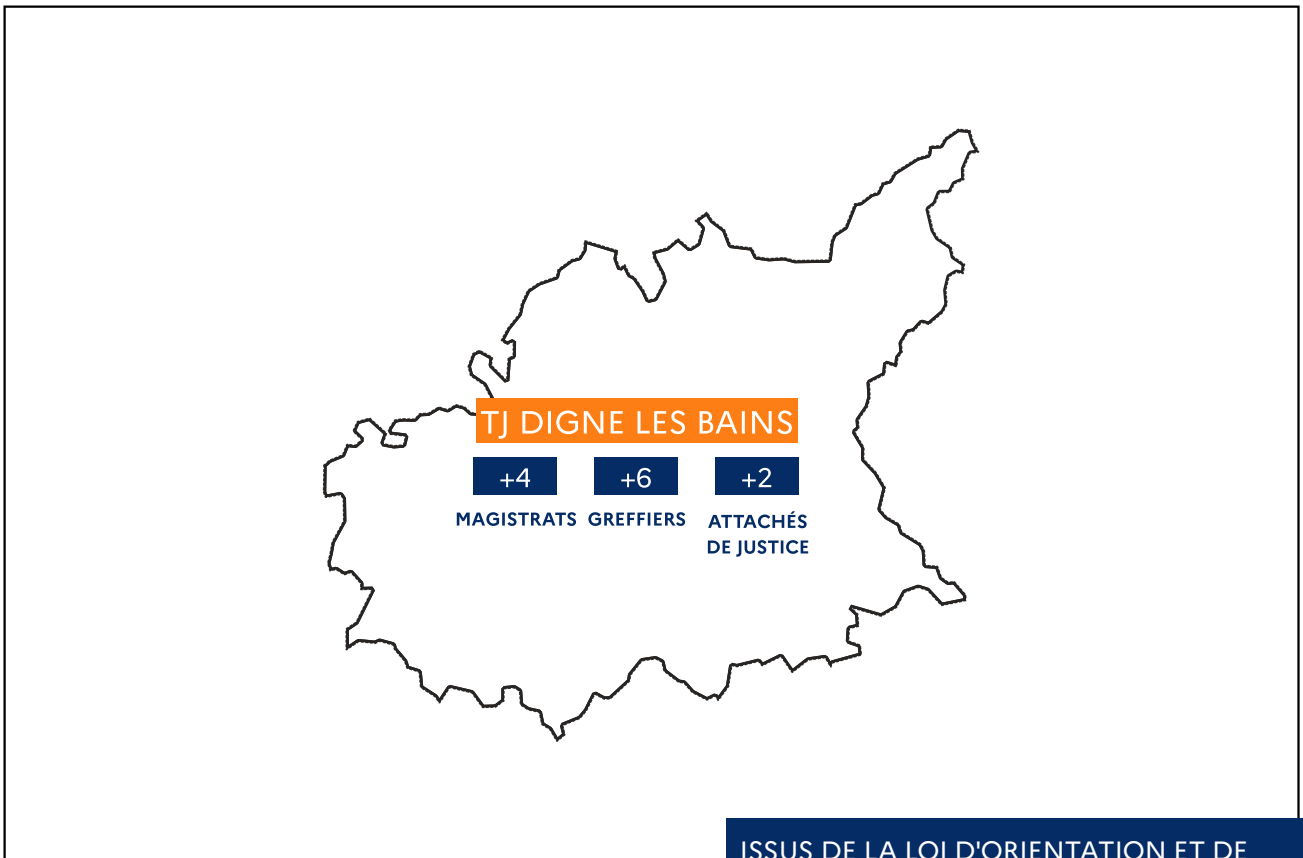 TJ DIGNE LES BAINS
+4 +6 +2
MAGISTRATS GREFFIERS ATTACHÉS
DE JUSTICE
ISSUS DE LA LOI D'ORIENTATION ET DE